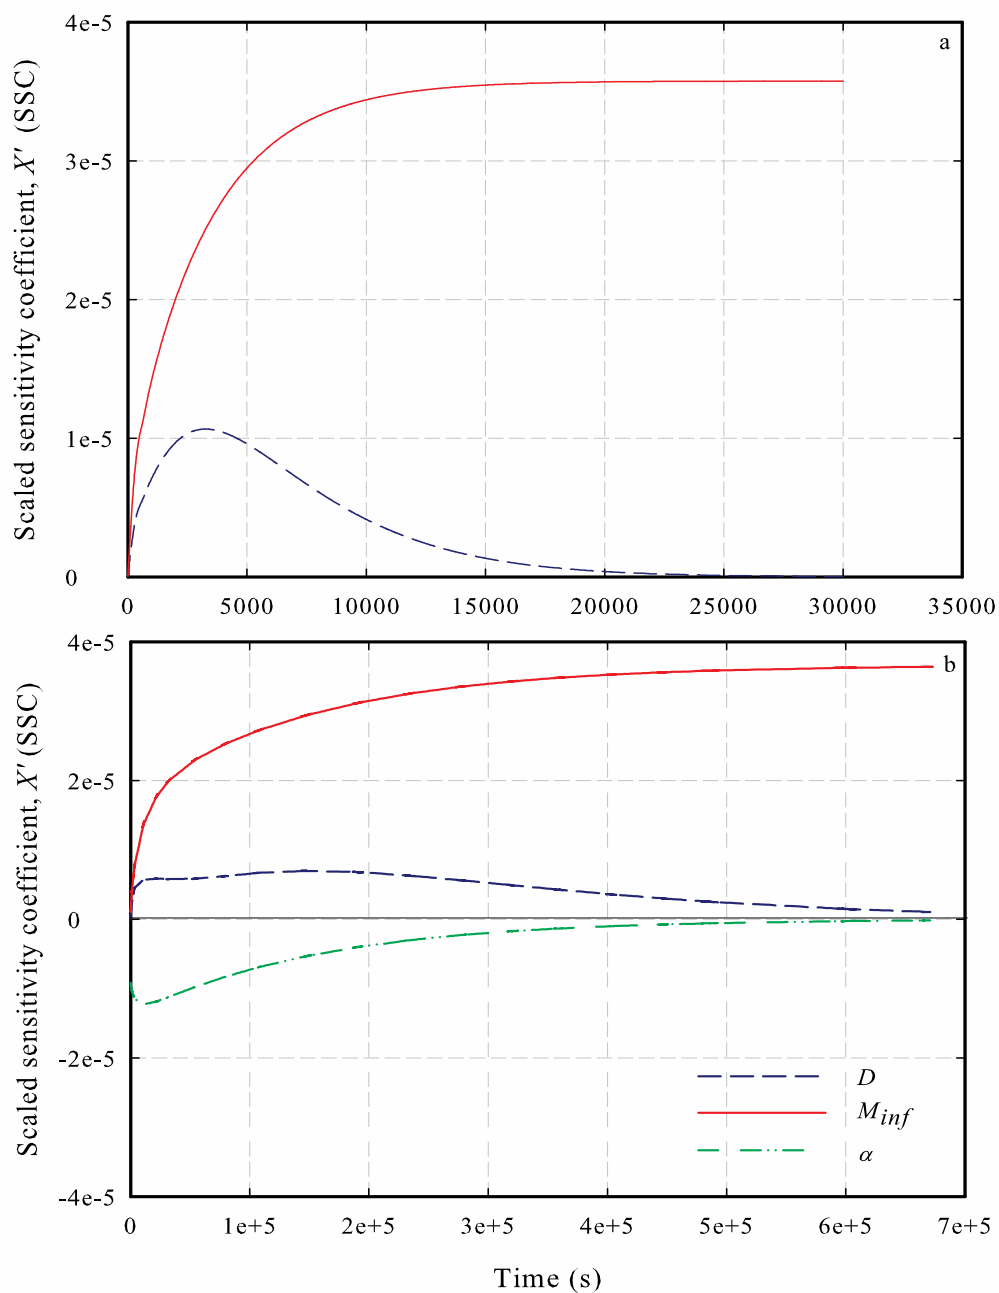 4e-5
a
3e-5
2e-5
1e-5
0
Scaled sensitivity coefficient, X' (SSC)
0 5000 10000 15000 20000 25000 30000 35000
4e-5
b
2e-5
0
-2e-5
-4e-5
Scaled sensitivity coefficient, X' (SSC)
D
M inf
α
0 1e+5 2e+5 3e+5 4e+5 5e+5 6e+5 7e+5
Time (s)